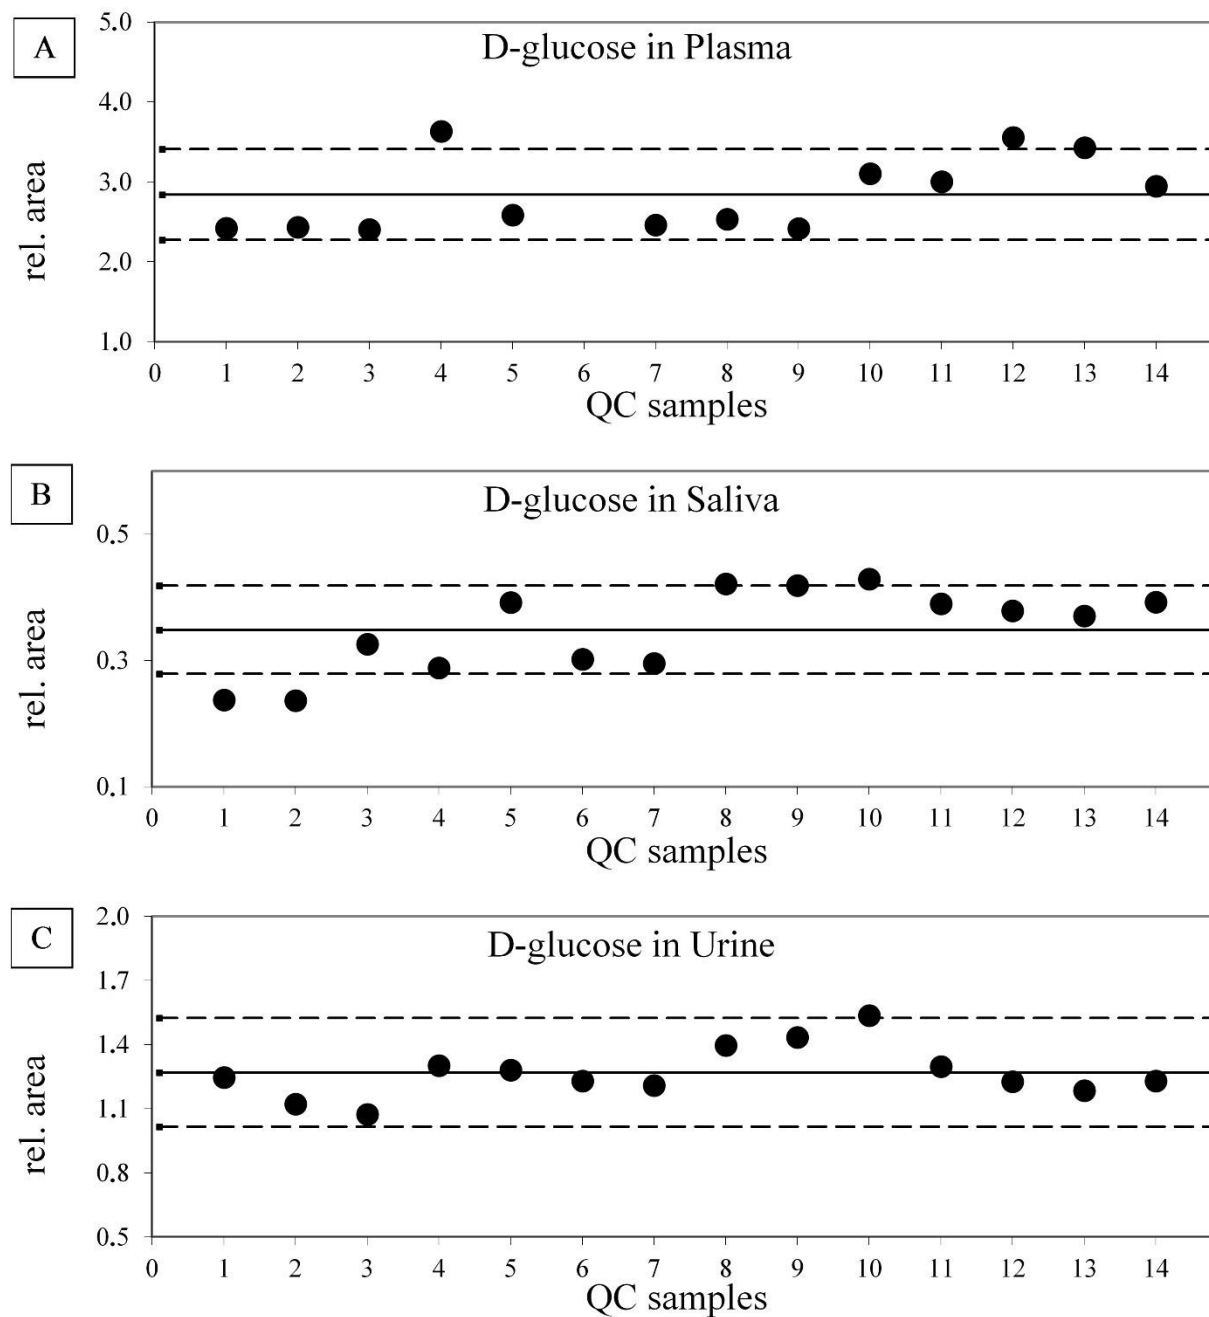 A
D-glucose in Plasma
5.0
4.0
3.0
2.0
1.0
rel. area
0 1 2 3 4 5 6 7 8 9 10 11 12 13 14
QC samples
B
D-glucose in Saliva
0.5
0.3
0.1
rel. area
0 1 2 3 4 5 6 7 8 9 10 11 12 13 14
QC samples
C
D-glucose in Urine
2.0
1.7
1.4
1.1
0.8
0.5
rel. area
0 1 2 3 4 5 6 7 8 9 10 11 12 13 14
QC samples